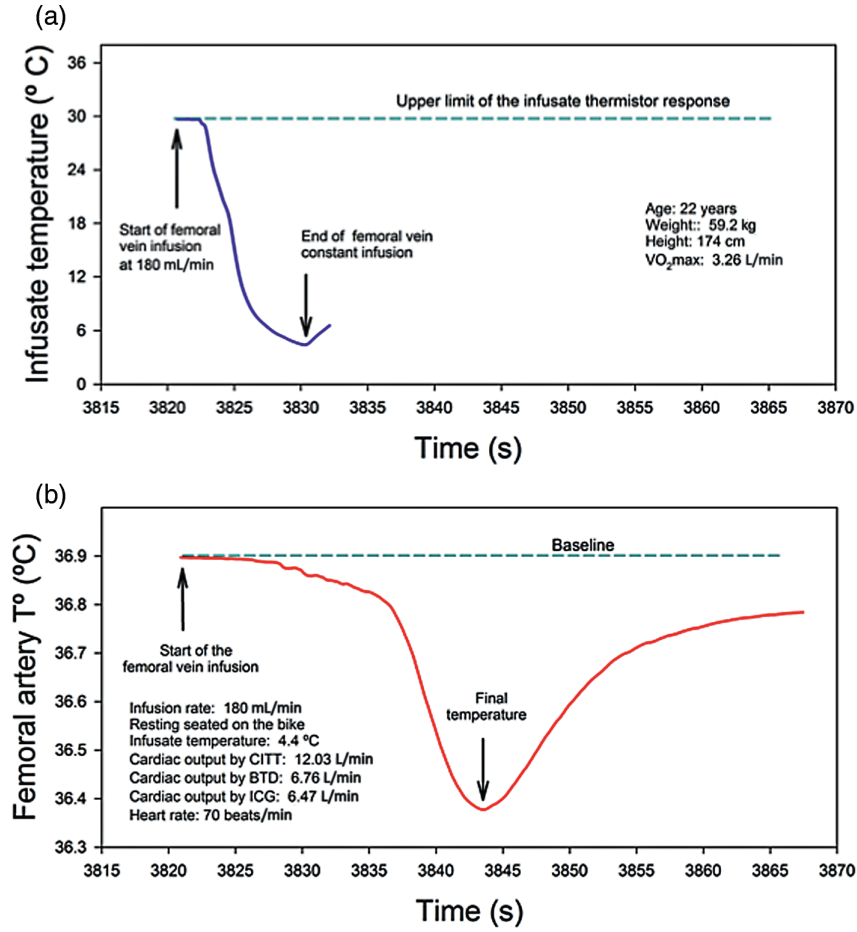 (a)
Infusate temperature (º C)
36
30
24
18
12
6
0
Upper limit of the infusate thermistor response
Start of femoral
vein infusion
at 180 mL/min
End of femoral vein
constant infusion
Age: 22 years
Weight:: 59.2 kg
Height: 174 cm
VO₂max: 3.26 L/min
3815 3820 3825 3830 3835 3840 3845 3850 3855 3860 3865 3870
Time (s)
(b)
Femoral artery Tº (ºC)
36.9
36.8
36.7
36.6
36.5
36.4
36.3
Baseline
Start of the
femoral vein infusion
Final
temperature
Infusion rate: 180 mL/min
Resting seated on the bike
Infusate temperature: 4.4 ºC
Cardiac output by CITT: 12.03 L/min
Cardiac output by BTD: 6.76 L/min
Cardiac output by ICG: 6.47 L/min
Heart rate: 70 beats/min
3815 3820 3825 3830 3835 3840 3845 3850 3855 3860 3865 3870
Time (s)